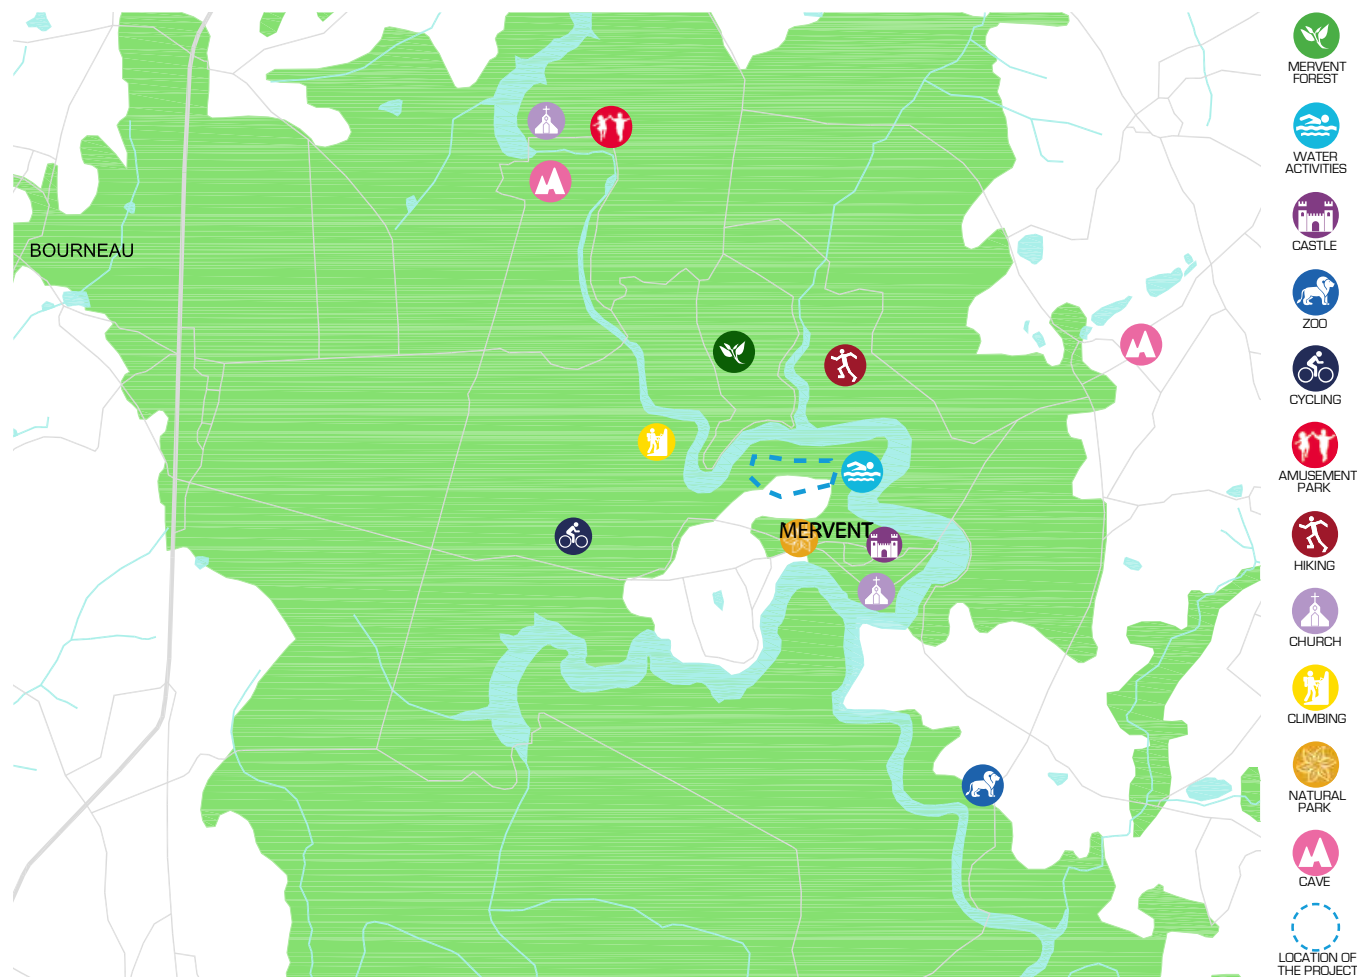 BOURNEAU
MERVENT
MERVENT
FOREST
WATER
ACTIVITIES
CASTLE
ZOO
CYCLING
AMUSEMENT
PARK
HIKING
CHURCH
CLIMBING
NATURAL
PARK
CAVE
LOCATION OF
THE PROJECT